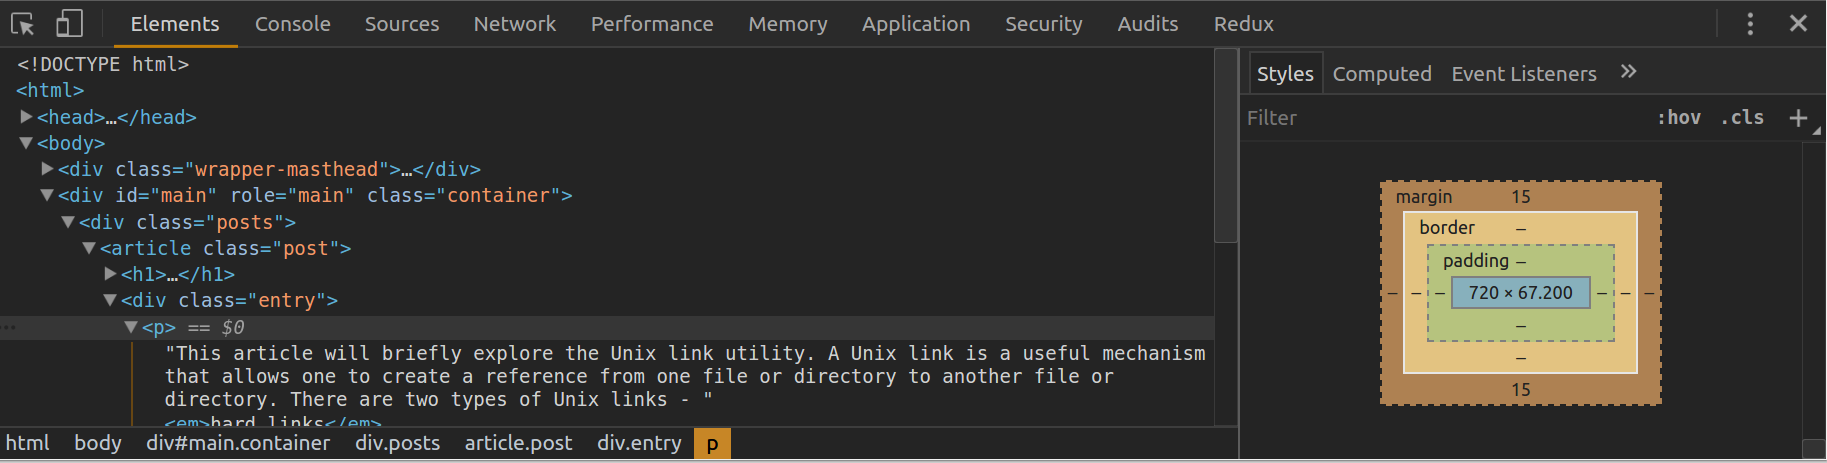 Elements Console Sources Network Performance Memory Application Security Audits Redux
<!DOCTYPE html>
<html>
<head>…</head>
<body>
<div class="wrapper-masthead">…</div>
<div id="main" role="main" class="container">
<div class="posts">
<article class="post">
<h1>…</h1>
<div class="entry">
<p> == $0
"This article will briefly explore the Unix link utility. A Unix link is a useful mechanism
that allows one to create a reference from one file or directory to another file or
directory. There are two types of Unix links - "
<em>hard links</em>
html body div#main.container div.posts article.post div.entry p
Styles Computed Event Listeners »
Filter :hov .cls +
margin 15
border –
padding –
– – – 720 × 67.200 – – –
–
–
15